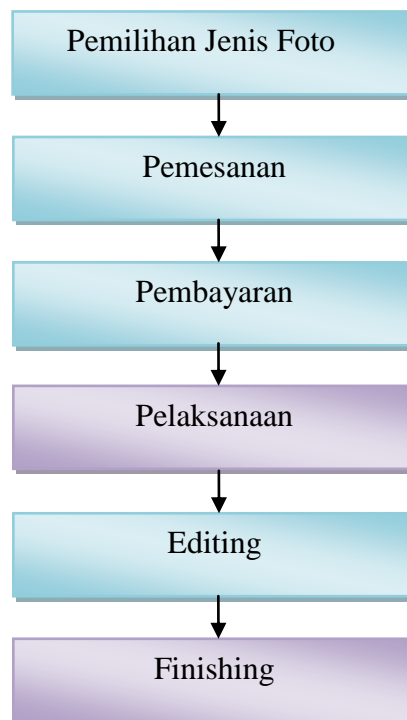 Pemilihan Jenis Foto
Pemesanan
Pembayaran
Pelaksanaan
Editing
Finishing